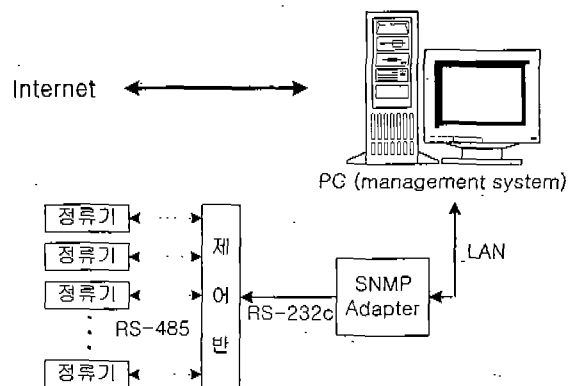 Internet
PC (management system)
정류기
정류기
정류기
정류기
RS-485
제
어
반
RS-232c
SNMP
Adapter
LAN